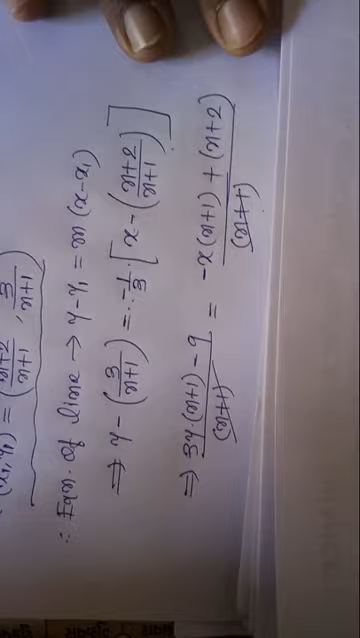 (x₁, y₁) = ((n+2)/(n+1), 3/(n+1))
∴ Eqn. of line → y-y₁ = m(x-x₁)
⇒ y - (3/(n+1)) = -1/3 · [x - ((n+2)/(n+1))]
⇒ (3y·(n+1) - 9)/(n+1) = (-x(n+1) + (n+2))/(n+1)